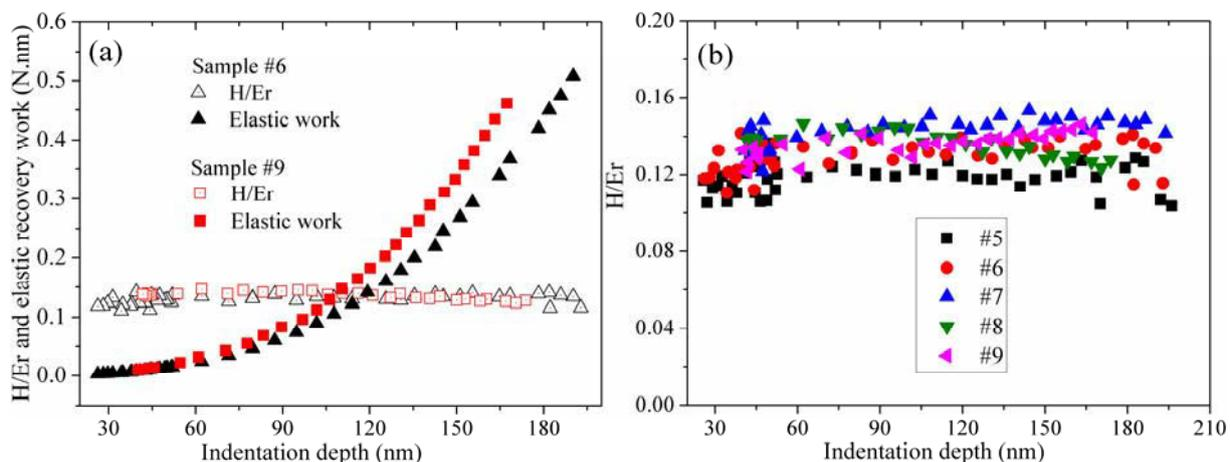 (a)
H/Er and elastic recovery work (N.nm)
0.6
0.5
0.4
0.3
0.2
0.1
0.0
Sample #6
H/Er
Elastic work
Sample #9
H/Er
Elastic work
30 60 90 120 150 180
Indentation depth (nm)
(b)
H/Er
0.20
0.16
0.12
0.08
0.04
0.00
#5
#6
#7
#8
#9
30 60 90 120 150 180 210
Indentation depth (nm)